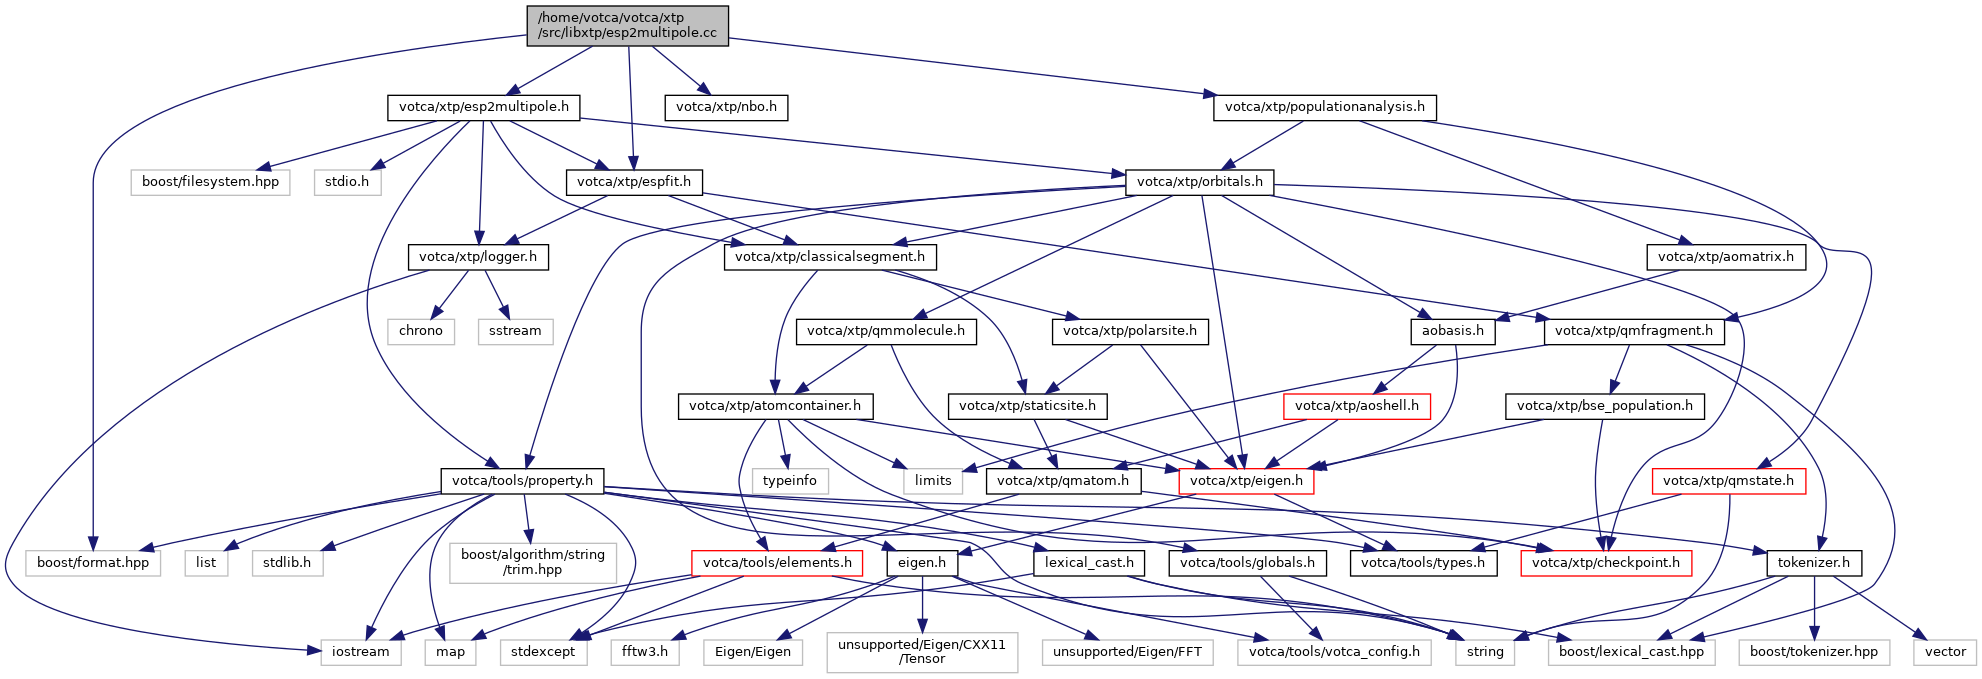 /home/votca/votca/xtp
/src/libxtp/esp2multipole.cc
votca/xtp/esp2multipole.h
votca/xtp/nbo.h
votca/xtp/populationanalysis.h
boost/filesystem.hpp
stdio.h
votca/xtp/espfit.h
votca/xtp/orbitals.h
votca/xtp/logger.h
votca/xtp/classicalsegment.h
votca/xtp/aomatrix.h
chrono
sstream
votca/xtp/qmmolecule.h
votca/xtp/polarsite.h
aobasis.h
votca/xtp/qmfragment.h
votca/xtp/atomcontainer.h
votca/xtp/staticsite.h
votca/xtp/aoshell.h
votca/xtp/bse_population.h
votca/tools/property.h
typeinfo
limits
votca/xtp/qmatom.h
votca/xtp/eigen.h
votca/xtp/qmstate.h
boost/format.hpp
list
stdlib.h
boost/algorithm/string
/trim.hpp
votca/tools/elements.h
eigen.h
lexical_cast.h
votca/tools/globals.h
votca/tools/types.h
votca/xtp/checkpoint.h
tokenizer.h
iostream
map
stdexcept
fftw3.h
Eigen/Eigen
unsupported/Eigen/CXX11
/Tensor
unsupported/Eigen/FFT
votca/tools/votca_config.h
string
boost/lexical_cast.hpp
boost/tokenizer.hpp
vector